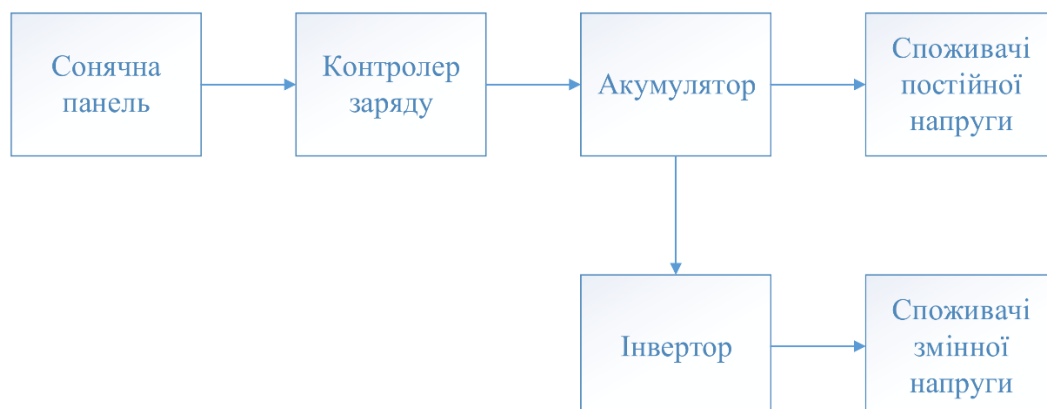 Сонячна
панель
Контролер
заряду
Акумулятор
Споживачі
постійної
напруги
Інвертор
Споживачі
змінної
напруги